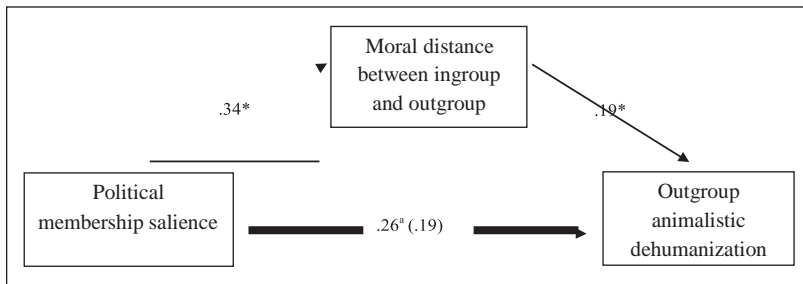 Moral distance
between ingroup
and outgroup
.34*
.19*
Political
membership salience
.26ᵃ (.19)
Outgroup
animalistic
dehumanization